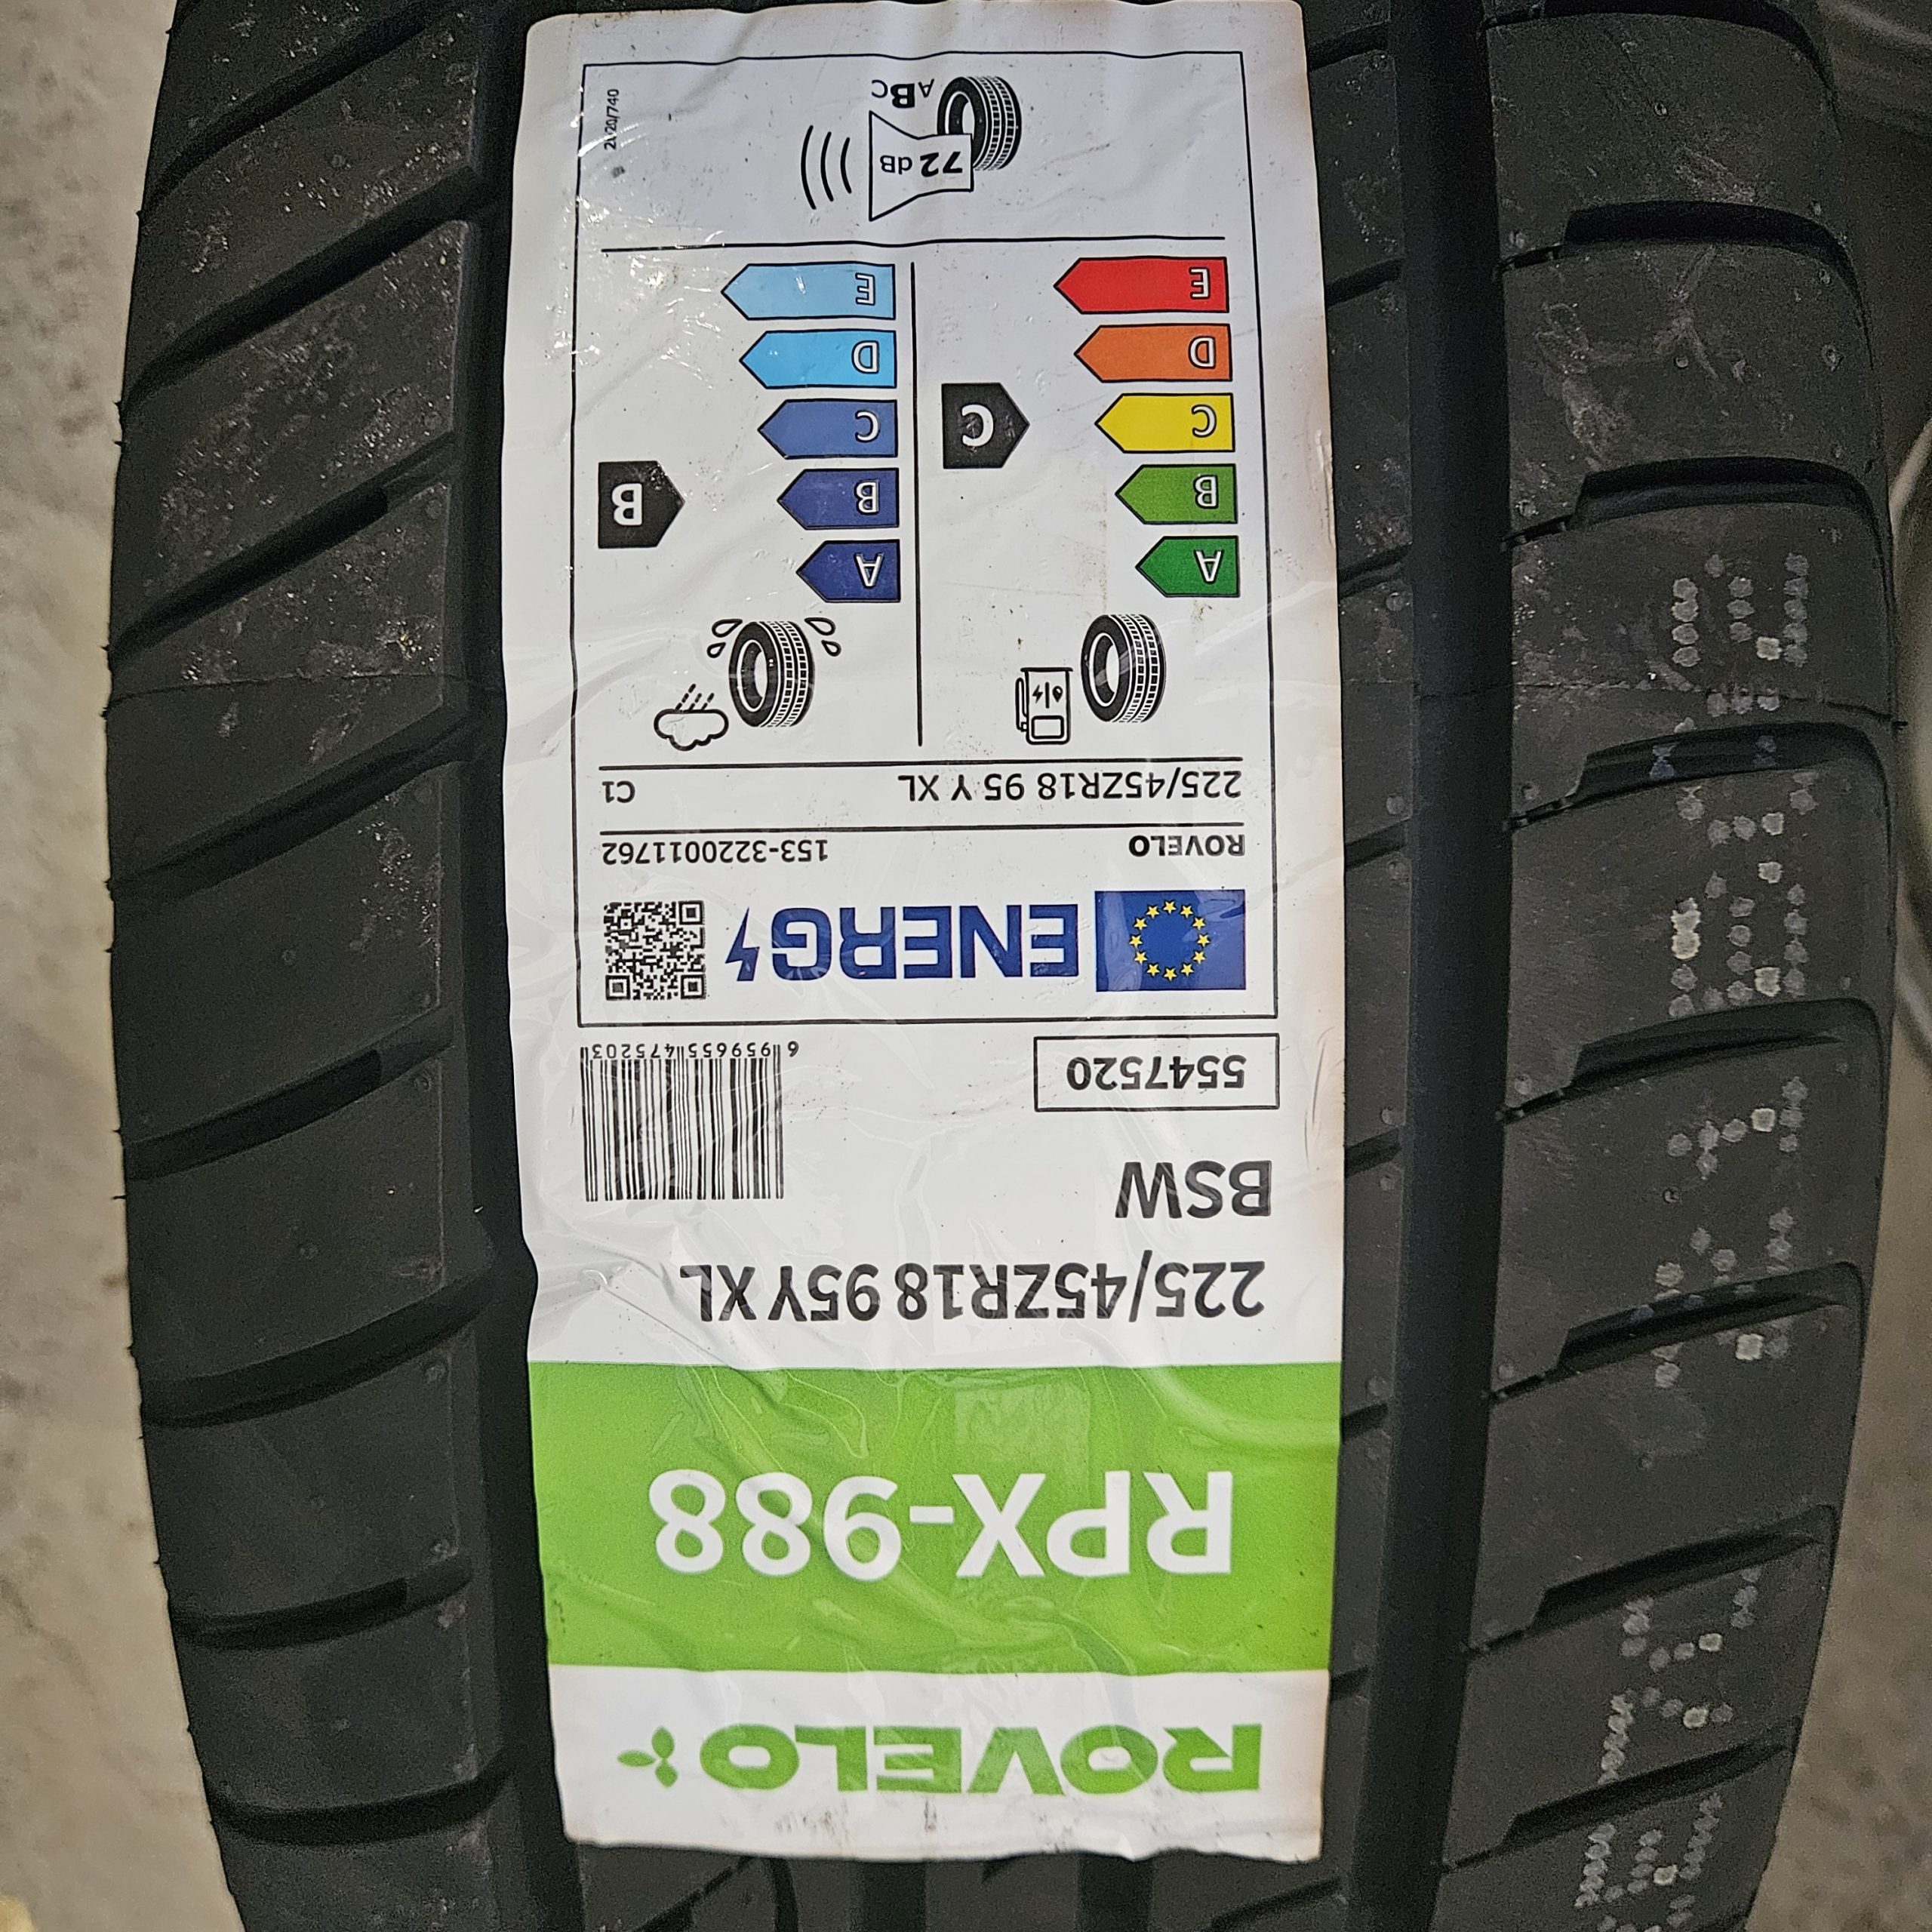 ROVELO
RPX-988
225/45ZR18 95Y XL
BSW
5547520
6 959655 475203
ENERG
ROVELO 153-3220011762
225/45ZR18 95 Y XL C1
A A
B B
C C
D D
E E
C
B
72 dB
ABC
2020/740